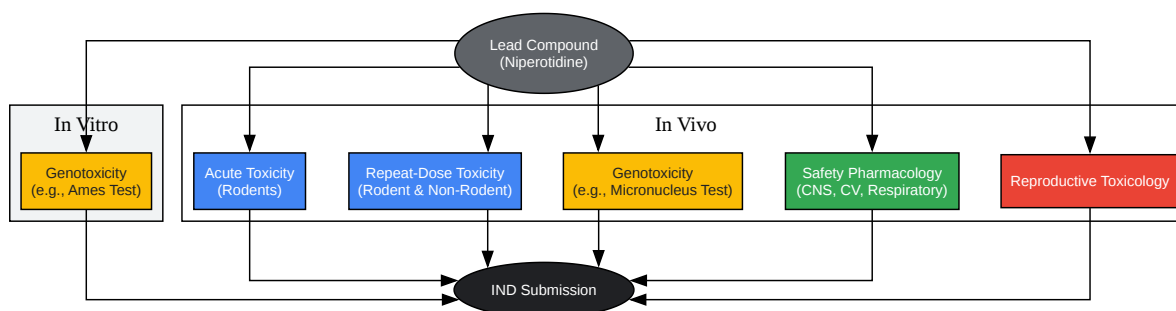 Lead Compound
(Niperotidine)
In Vitro
In Vivo
Genotoxicity
(e.g., Ames Test)
Acute Toxicity
(Rodents)
Repeat-Dose Toxicity
(Rodent & Non-Rodent)
Genotoxicity
(e.g., Micronucleus Test)
Safety Pharmacology
(CNS, CV, Respiratory)
Reproductive Toxicology
IND Submission